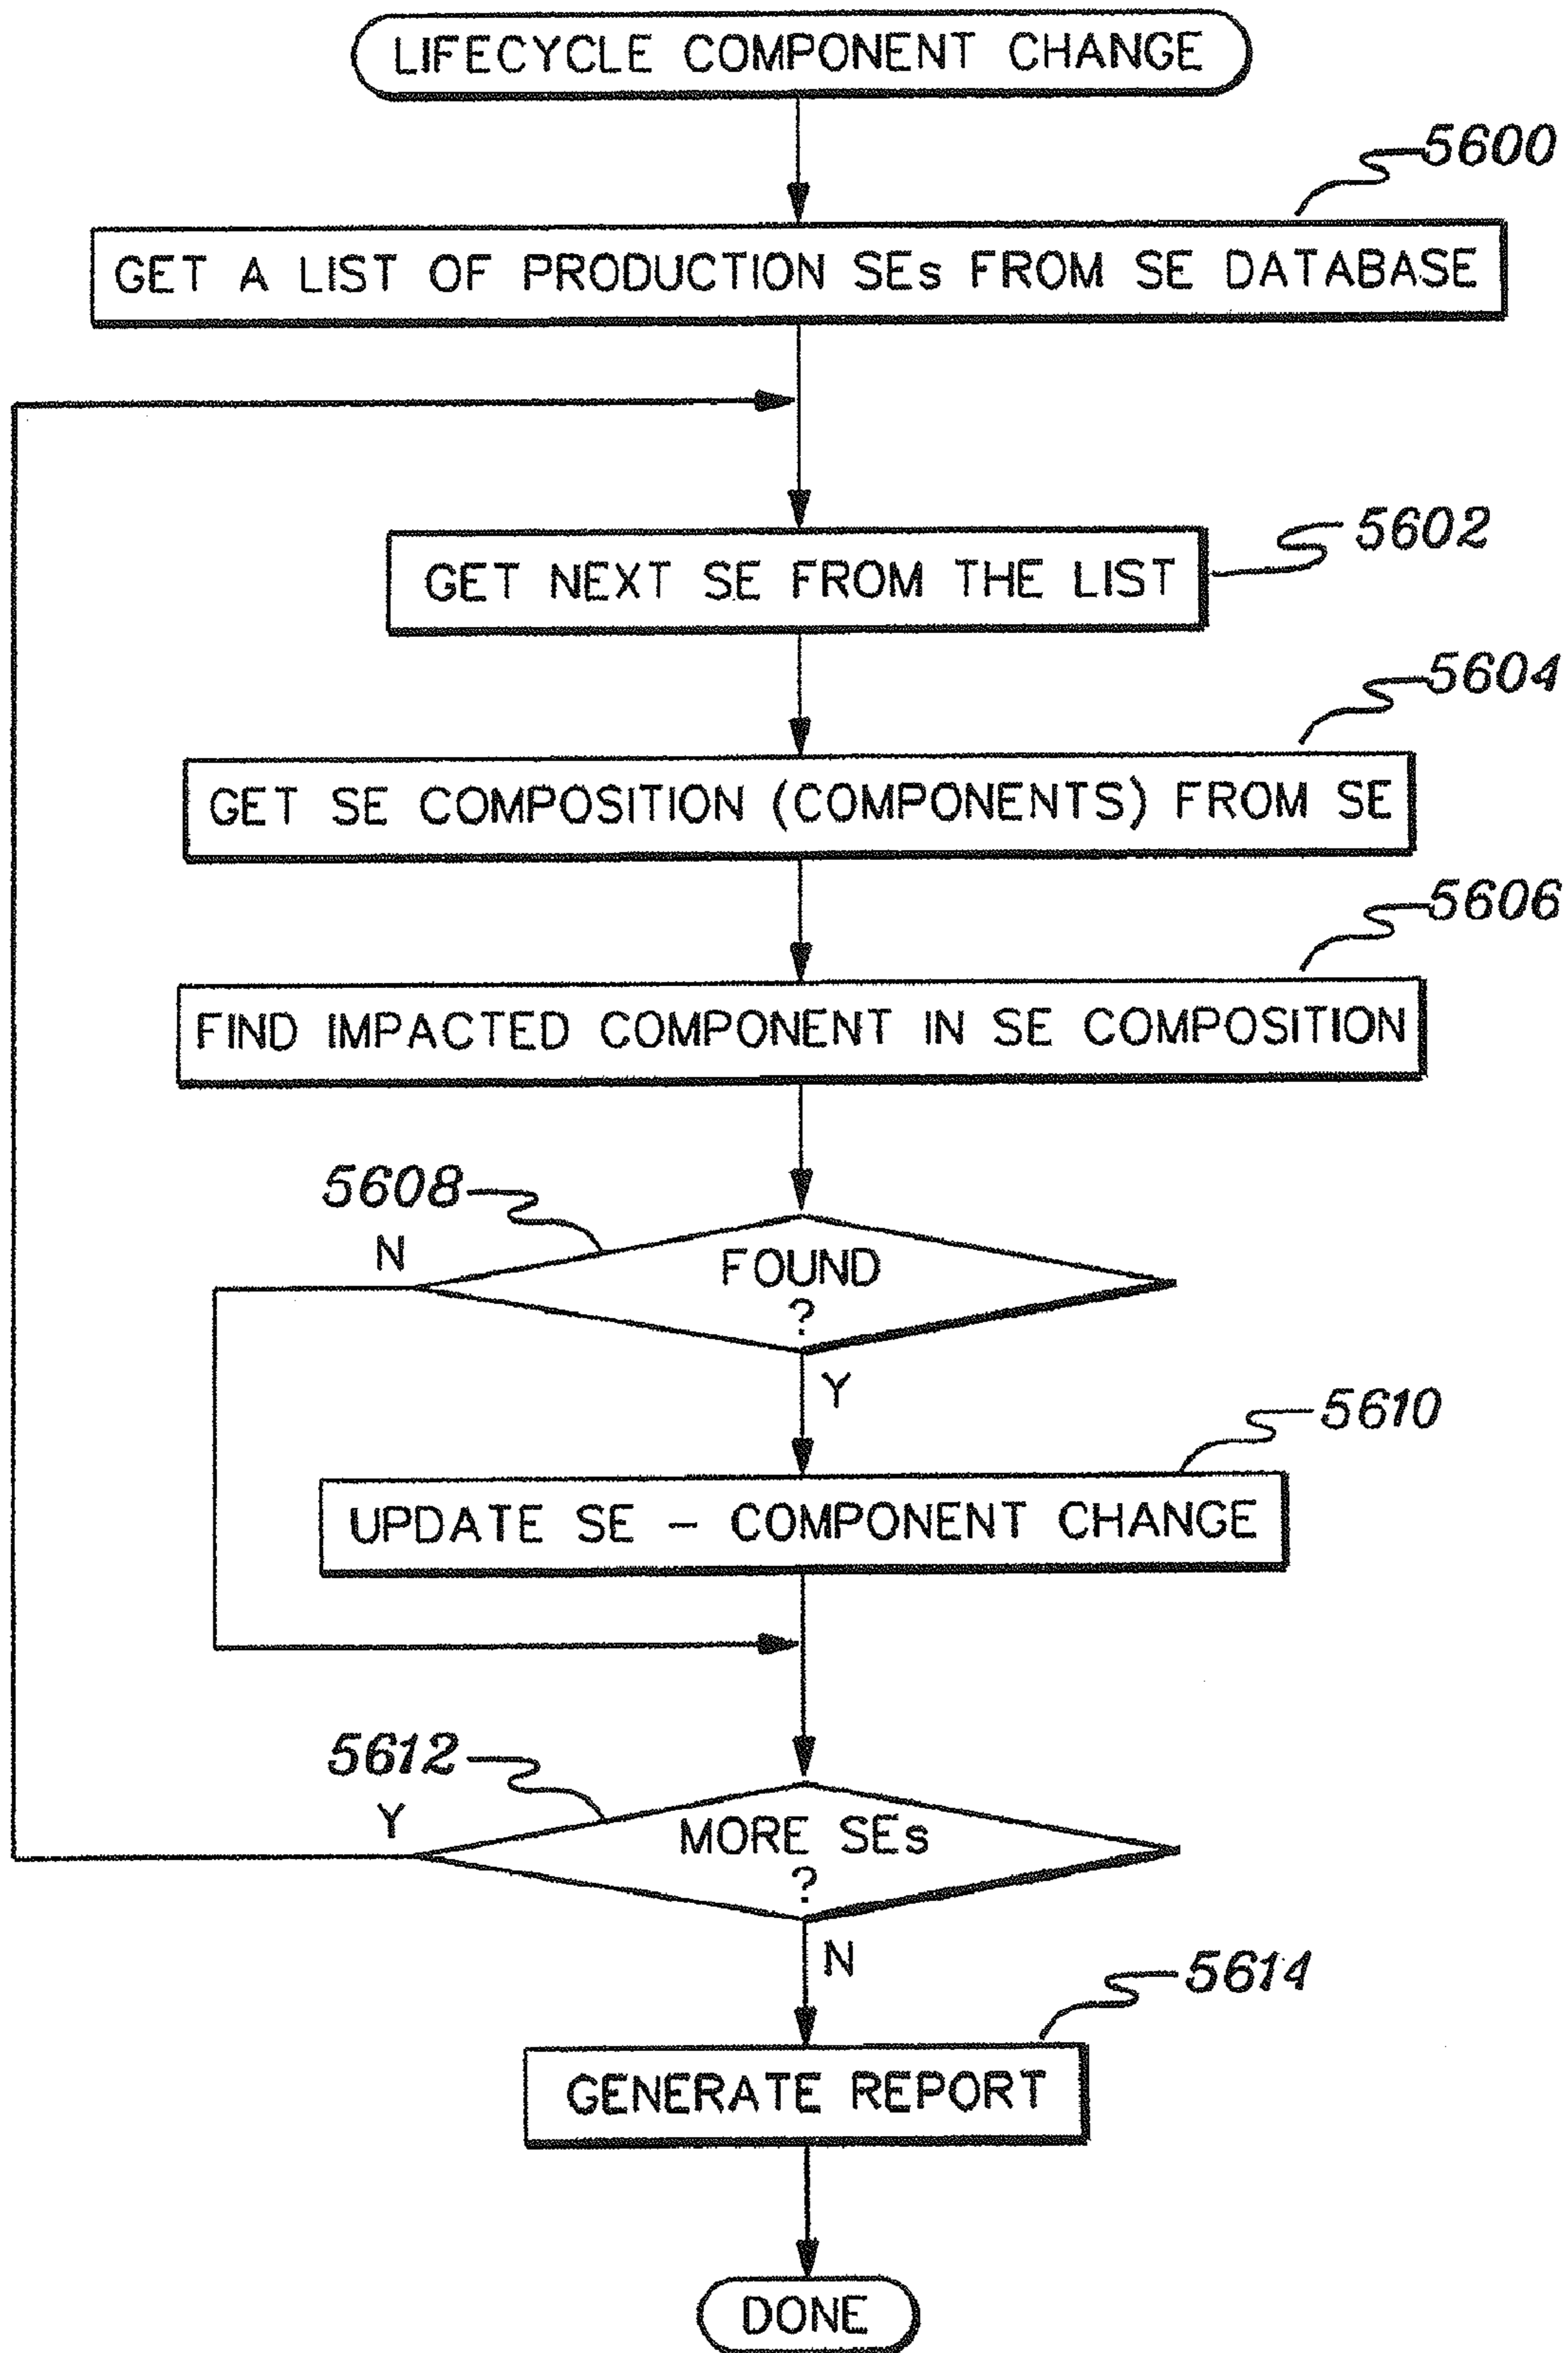 LIFECYCLE COMPONENT CHANGE
5600
GET A LIST OF PRODUCTION SEs FROM SE DATABASE
GET NEXT SE FROM THE LIST
5602
5604
GET SE COMPOSITION (COMPONENTS) FROM SE
5606
FIND IMPACTED COMPONENT IN SE COMPOSITION
5608
N
FOUND
?
Y
5610
UPDATE SE – COMPONENT CHANGE
5612
Y
MORE SEs
?
N
5614
GENERATE REPORT
DONE